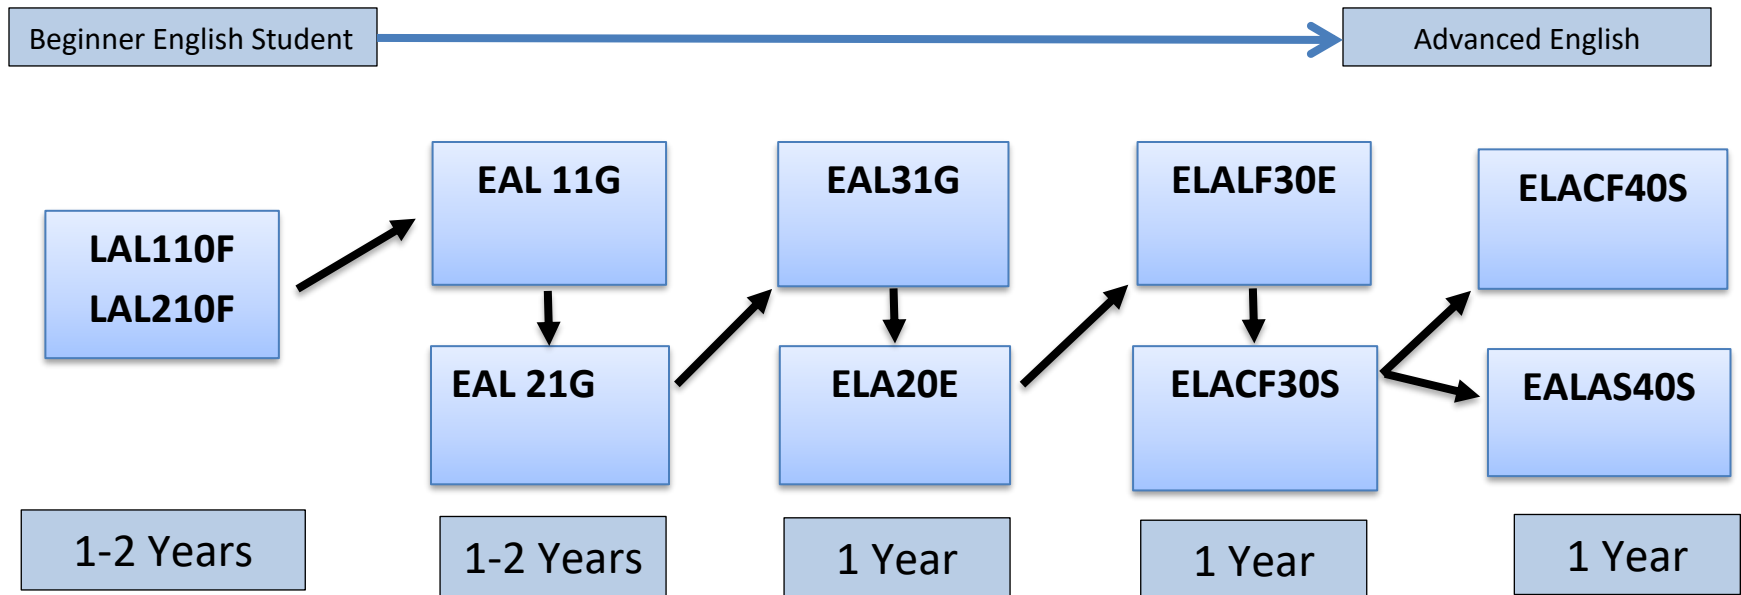 Beginner English Student
Advanced English
LAL110F
LAL210F
EAL 11G
EAL 21G
EAL31G
ELA20E
ELALF30E
ELACF30S
ELACF40S
EALAS40S
1-2 Years
1-2 Years
1 Year
1 Year
1 Year